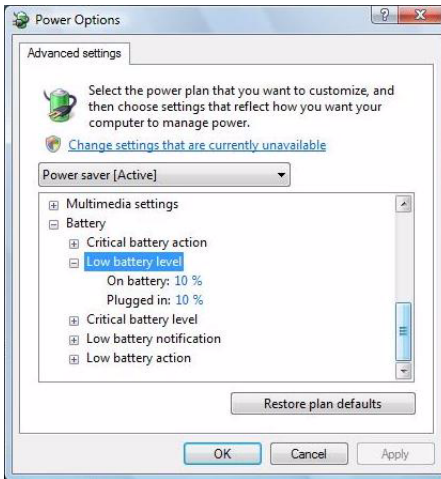 Power Options
Advanced settings
Select the power plan that you want to customize, and
then choose settings that reflect how you want your
computer to manage power.
Change settings that are currently unavailable
Power saver [Active]
Multimedia settings
Battery
Critical battery action
Low battery level
On battery: 10 %
Plugged in: 10 %
Critical battery level
Low battery notification
Low battery action
Restore plan defaults
OK Cancel Apply